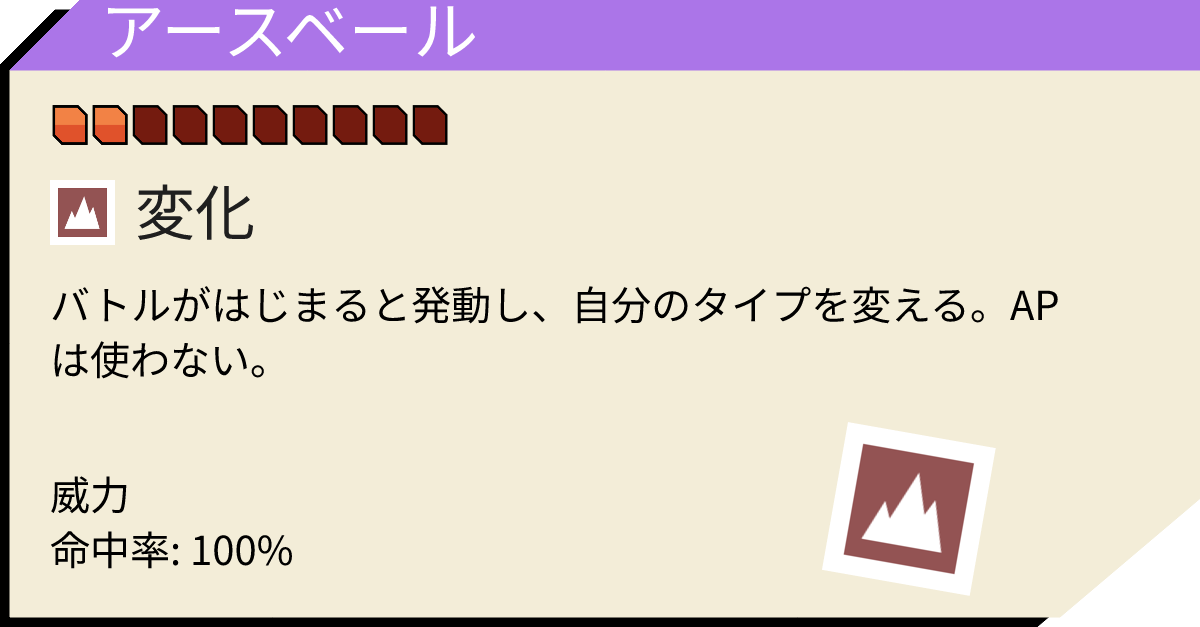 アースベール
変化
バトルがはじまると発動し、自分のタイプを変える。AP
は使わない。
威力
命中率: 100%